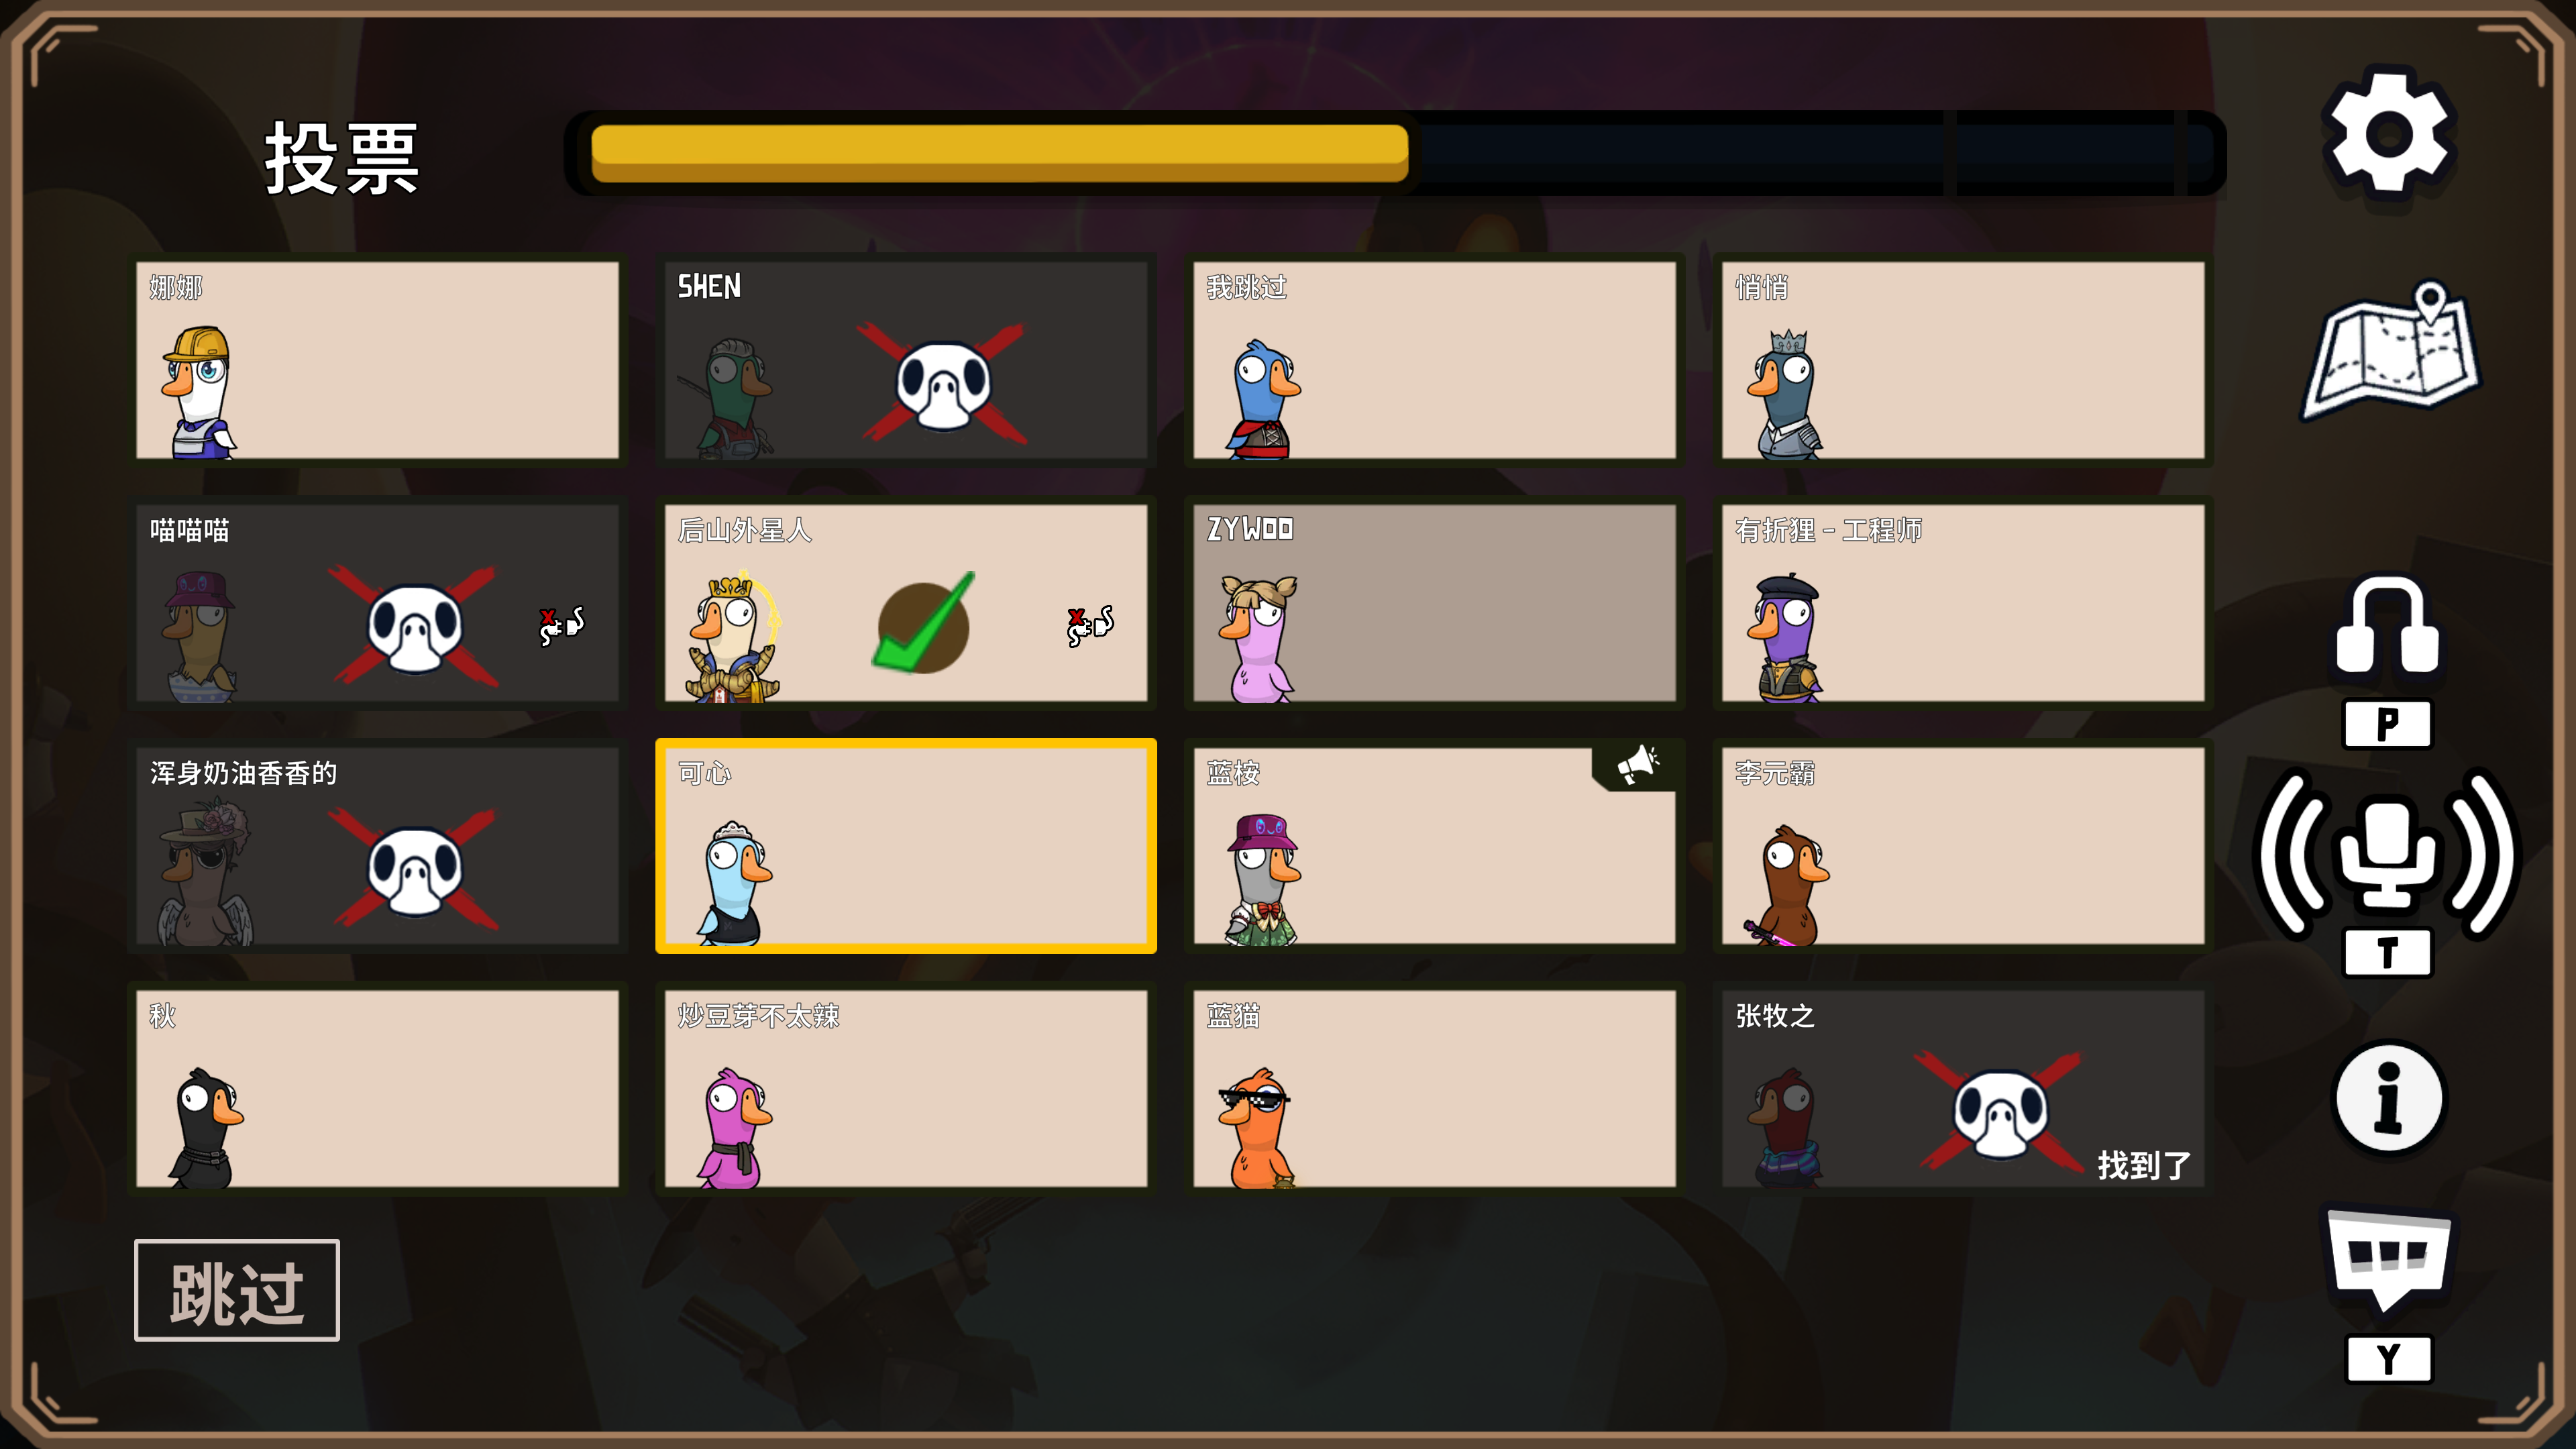 投票
娜娜
SHEN
我跳过
悄悄
喵喵喵
后山外星人
ZYWOO
有折狸-工程师
浑身奶油香香的
可心
蓝桉
李元霸
秋
炒豆芽不太辣
蓝猫
张牧之
找到了
跳过
P
T
Y